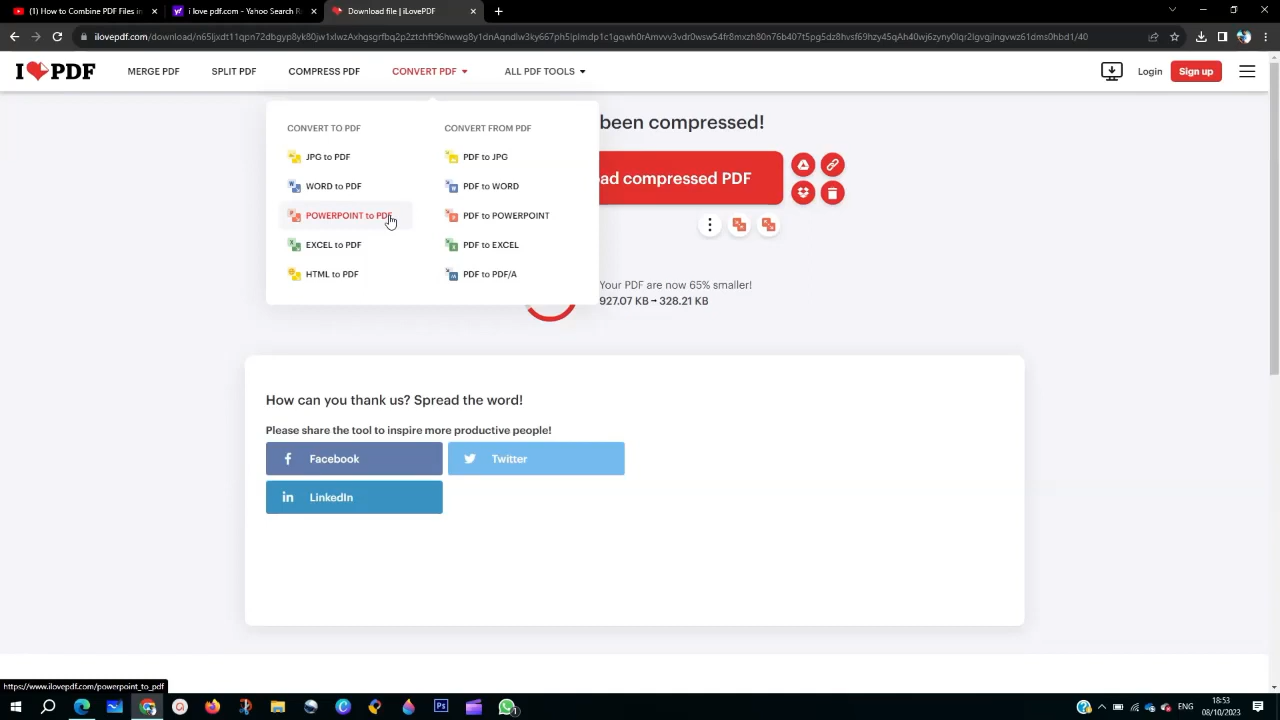 (1) How to Combine PDF Files in
i love pdf.com - Yahoo Search Re
Download file | iLovePDF
I PDF
MERGE PDF
SPLIT PDF
COMPRESS PDF
CONVERT PDF
ALL PDF TOOLS
Login
Sign up
CONVERT TO PDF
CONVERT FROM PDF
been compressed!
JPG to PDF
PDF to JPG
WORD to PDF
PDF to WORD
ad compressed PDF
POWERPOINT to PDF
PDF to POWERPOINT
EXCEL to PDF
PDF to EXCEL
HTML to PDF
PDF to PDF/A
Your PDF are now 65% smaller!
927.07 KB - 328.21 KB
How can you thank us? Spread the word!
Please share the tool to inspire more productive people!
Facebook
Twitter
LinkedIn
https://www.ilovepdf.com/powerpoint_to_pdf
ENG
18:53
08/10/2023